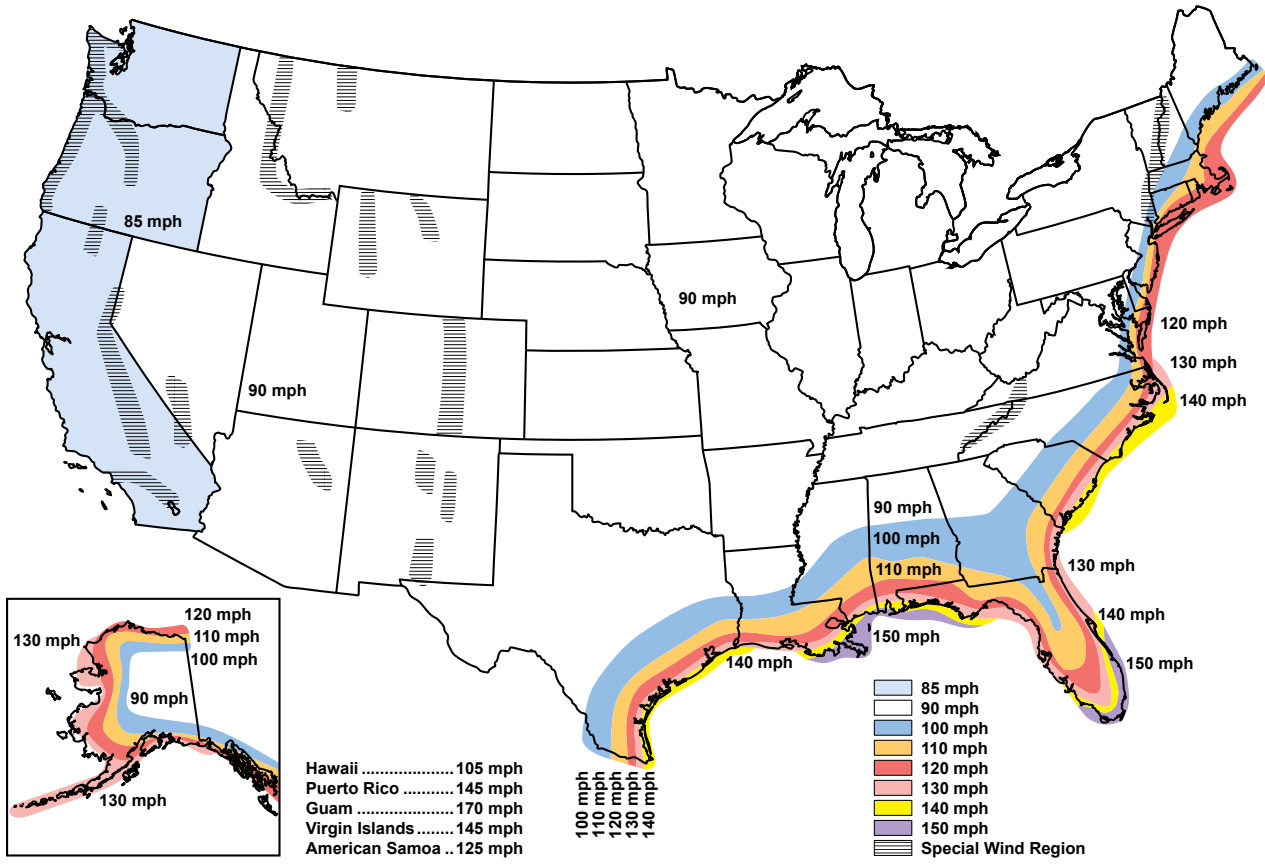 85 mph
90 mph
90 mph
120 mph
130 mph
140 mph
90 mph
100 mph
110 mph
130 mph
140 mph
150 mph
140 mph
150 mph
120 mph
110 mph
100 mph
130 mph
90 mph
130 mph
100 mph
110 mph
120 mph
130 mph
140 mph
Hawaii ..................... 105 mph
Puerto Rico .......... 145 mph
Guam .................... 170 mph
Virgin Islands ....... 145 mph
American Samoa .. 125 mph
85 mph
90 mph
100 mph
110 mph
120 mph
130 mph
140 mph
150 mph
Special Wind Region